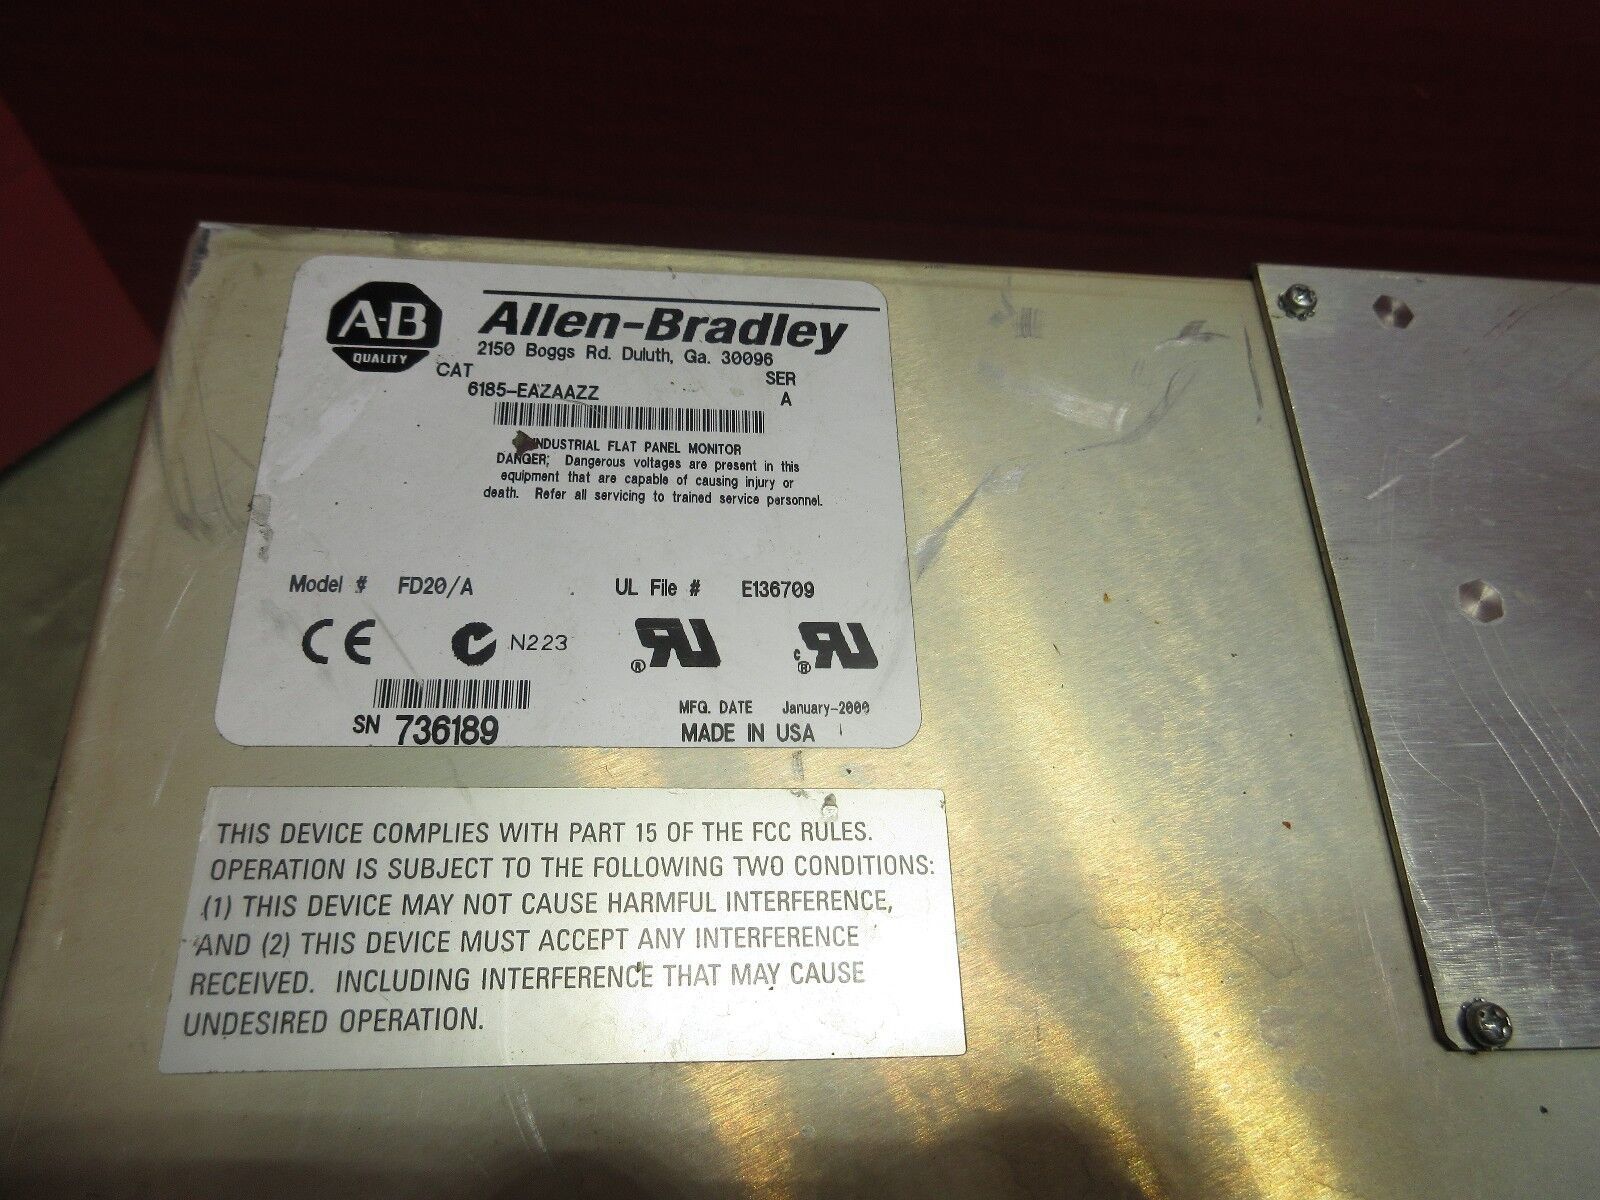 A-B
QUALITY
Allen-Bradley
2150 Boggs Rd. Duluth, Ga. 30096
CAT
SER
6185-EAZAAZZ
A
INDUSTRIAL FLAT PANEL MONITOR
DANGER; Dangerous voltages are present in this
equipment that are capable of causing injury or
death. Refer all servicing to trained service personnel.
Model # FD20/A UL File # E136709
CE N223
SN 736189
MFG. DATE January-2000
MADE IN USA
THIS DEVICE COMPLIES WITH PART 15 OF THE FCC RULES.
OPERATION IS SUBJECT TO THE FOLLOWING TWO CONDITIONS:
(1) THIS DEVICE MAY NOT CAUSE HARMFUL INTERFERENCE,
AND (2) THIS DEVICE MUST ACCEPT ANY INTERFERENCE
RECEIVED. INCLUDING INTERFERENCE THAT MAY CAUSE
UNDESIRED OPERATION.